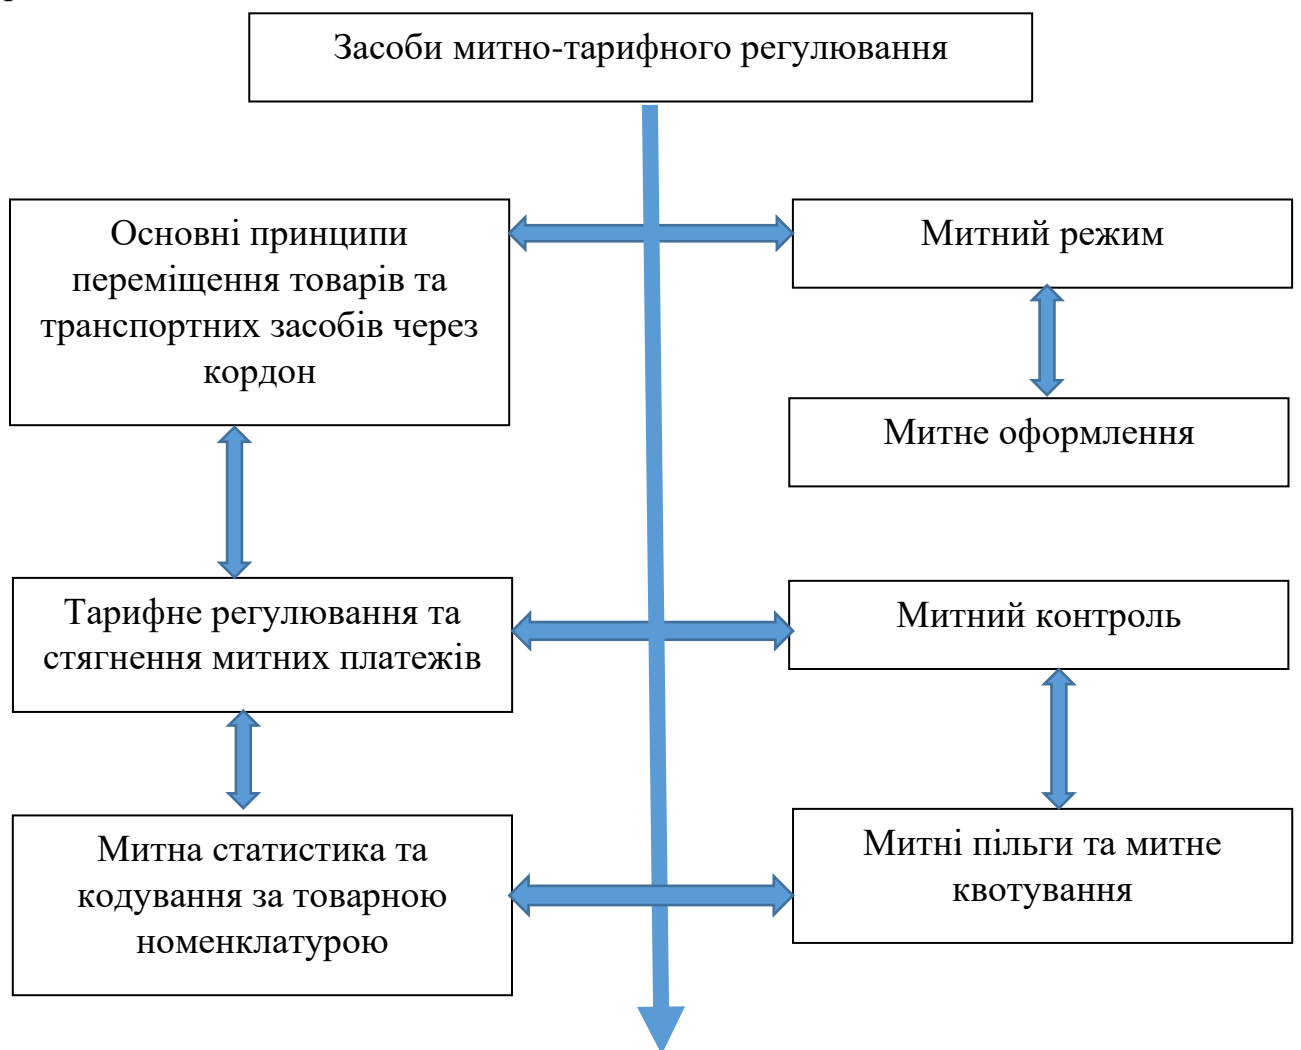 Засоби митно-тарифного регулювання
Основні принципи
переміщення товарів та
транспортних засобів через
кордон
Митний режим
Митне оформлення
Тарифне регулювання та
стягнення митних платежів
Митний контроль
Митна статистика та
кодування за товарною
номенклатурою
Митні пільги та митне
квотування